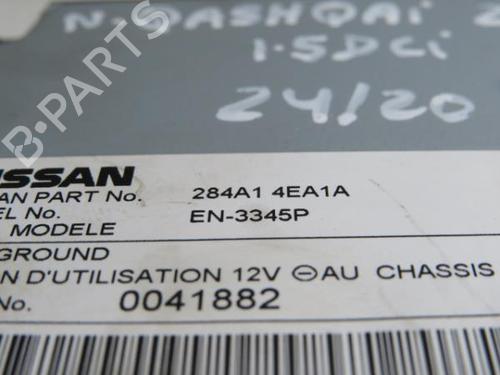 N. QASHQAI 2
1.5DCi
24/20
B-PARTS
NISSAN
AN PART No. 284A1 4EA1A
EL No. EN-3345P
MODELE
GROUND
N D'UTILISATION 12V ⊖AU CHASSIS
No. 0041882